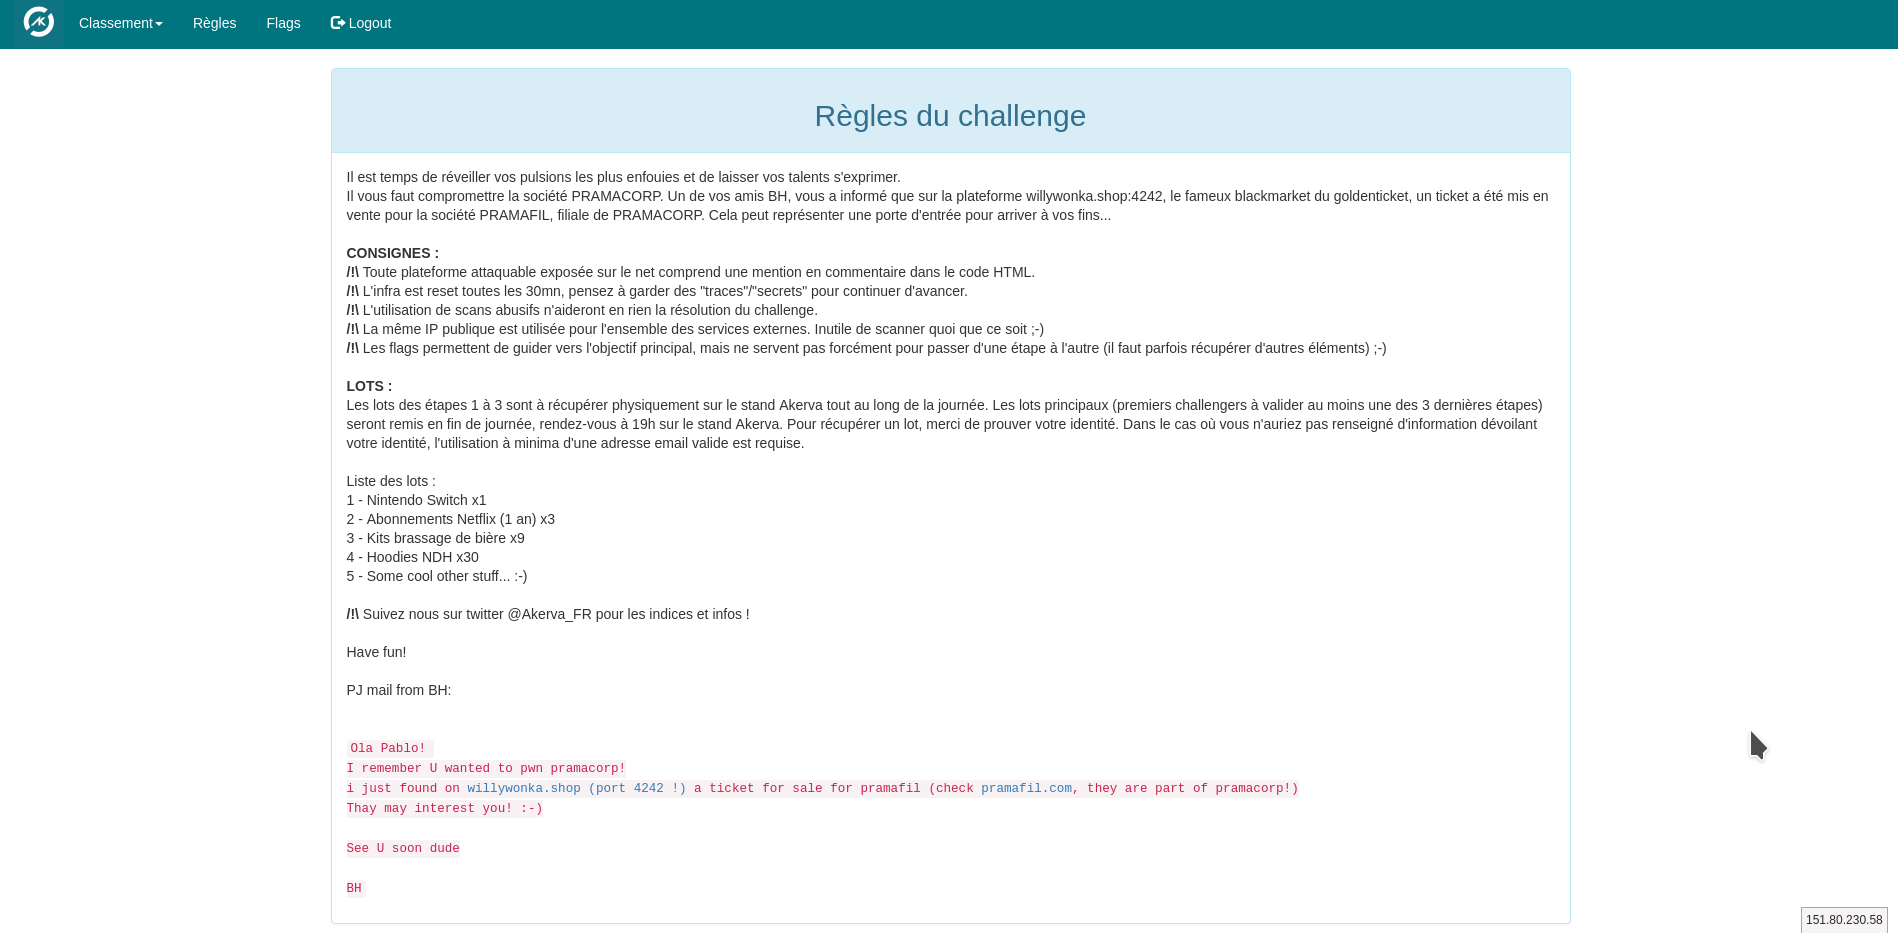 Classement Règles Flags Logout
Règles du challenge
Il est temps de réveiller vos pulsions les plus enfouies et de laisser vos talents s'exprimer.
Il vous faut compromettre la société PRAMACORP. Un de vos amis BH, vous a informé que sur la plateforme willywonka.shop:4242, le fameux blackmarket du goldenticket, un ticket a été mis en
vente pour la société PRAMAFIL, filiale de PRAMACORP. Cela peut représenter une porte d'entrée pour arriver à vos fins...
CONSIGNES :
/!\ Toute plateforme attaquable exposée sur le net comprend une mention en commentaire dans le code HTML.
/!\ L'infra est reset toutes les 30mn, pensez à garder des "traces"/"secrets" pour continuer d'avancer.
/!\ L'utilisation de scans abusifs n'aideront en rien la résolution du challenge.
/!\ La même IP publique est utilisée pour l'ensemble des services externes. Inutile de scanner quoi que ce soit ;-)
/!\ Les flags permettent de guider vers l'objectif principal, mais ne servent pas forcément pour passer d'une étape à l'autre (il faut parfois récupérer d'autres éléments) ;-)
LOTS :
Les lots des étapes 1 à 3 sont à récupérer physiquement sur le stand Akerva tout au long de la journée. Les lots principaux (premiers challengers à valider au moins une des 3 dernières étapes)
seront remis en fin de journée, rendez-vous à 19h sur le stand Akerva. Pour récupérer un lot, merci de prouver votre identité. Dans le cas où vous n'auriez pas renseigné d'information dévoilant
votre identité, l'utilisation à minima d'une adresse email valide est requise.
Liste des lots :
1 - Nintendo Switch x1
2 - Abonnements Netflix (1 an) x3
3 - Kits brassage de bière x9
4 - Hoodies NDH x30
5 - Some cool other stuff... :-)
/!\ Suivez nous sur twitter @Akerva_FR pour les indices et infos !
Have fun!
PJ mail from BH:
Ola Pablo!
I remember U wanted to pwn pramacorp!
i just found on willywonka.shop (port 4242 !) a ticket for sale for pramafil (check pramafil.com, they are part of pramacorp!)
Thay may interest you! :-)
See U soon dude
BH
151.80.230.58